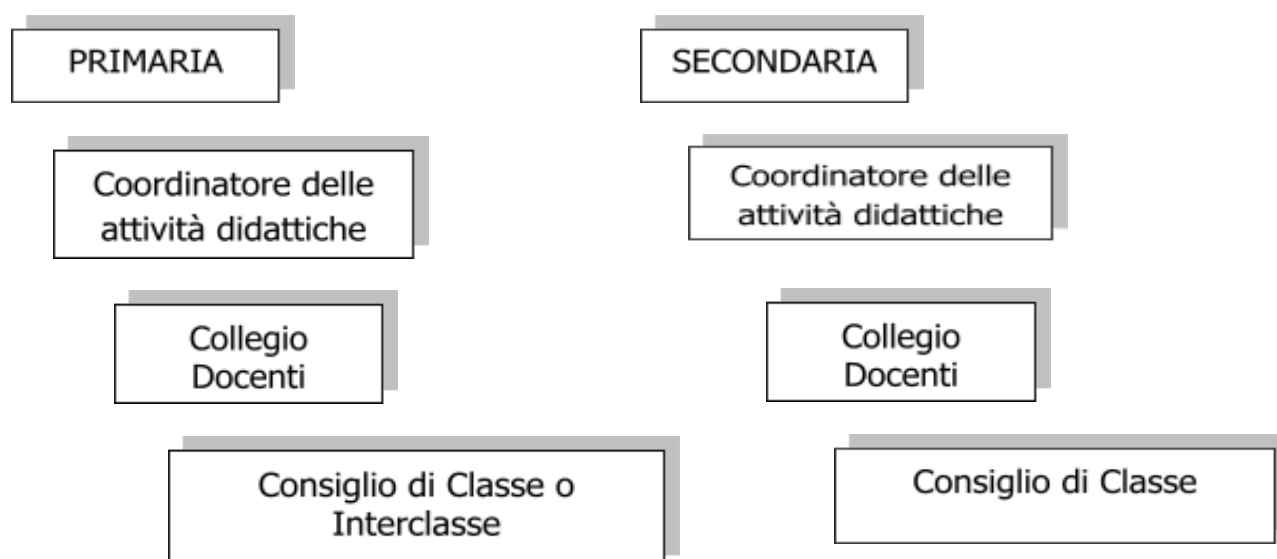 PRIMARIA
Coordinatore delle
attività didattiche
Collegio
Docenti
Consiglio di Classe o
Interclasse
SECONDARIA
Coordinatore delle
attività didattiche
Collegio
Docenti
Consiglio di Classe